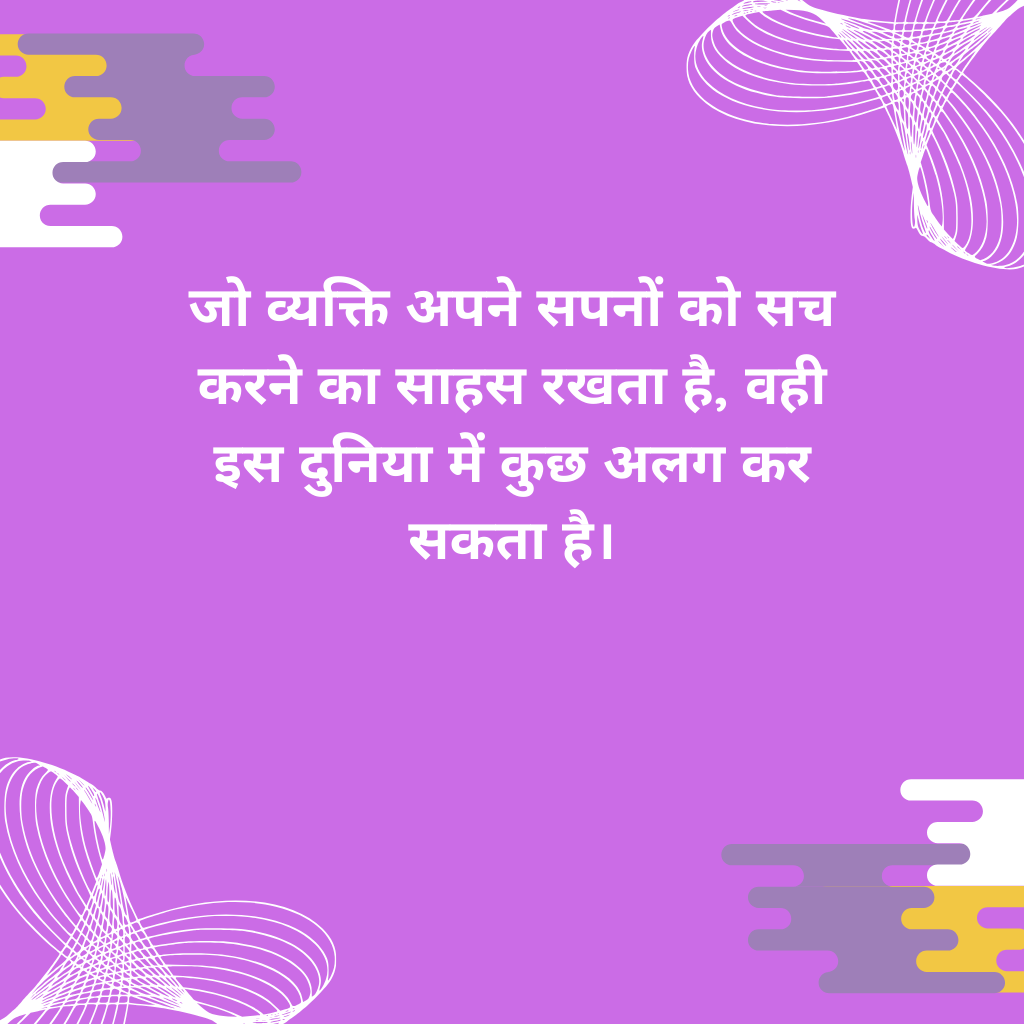 जो व्यक्ति अपने सपनों को सच
करने का साहस रखता है, वही
इस दुनिया में कुछ अलग कर
सकता है।